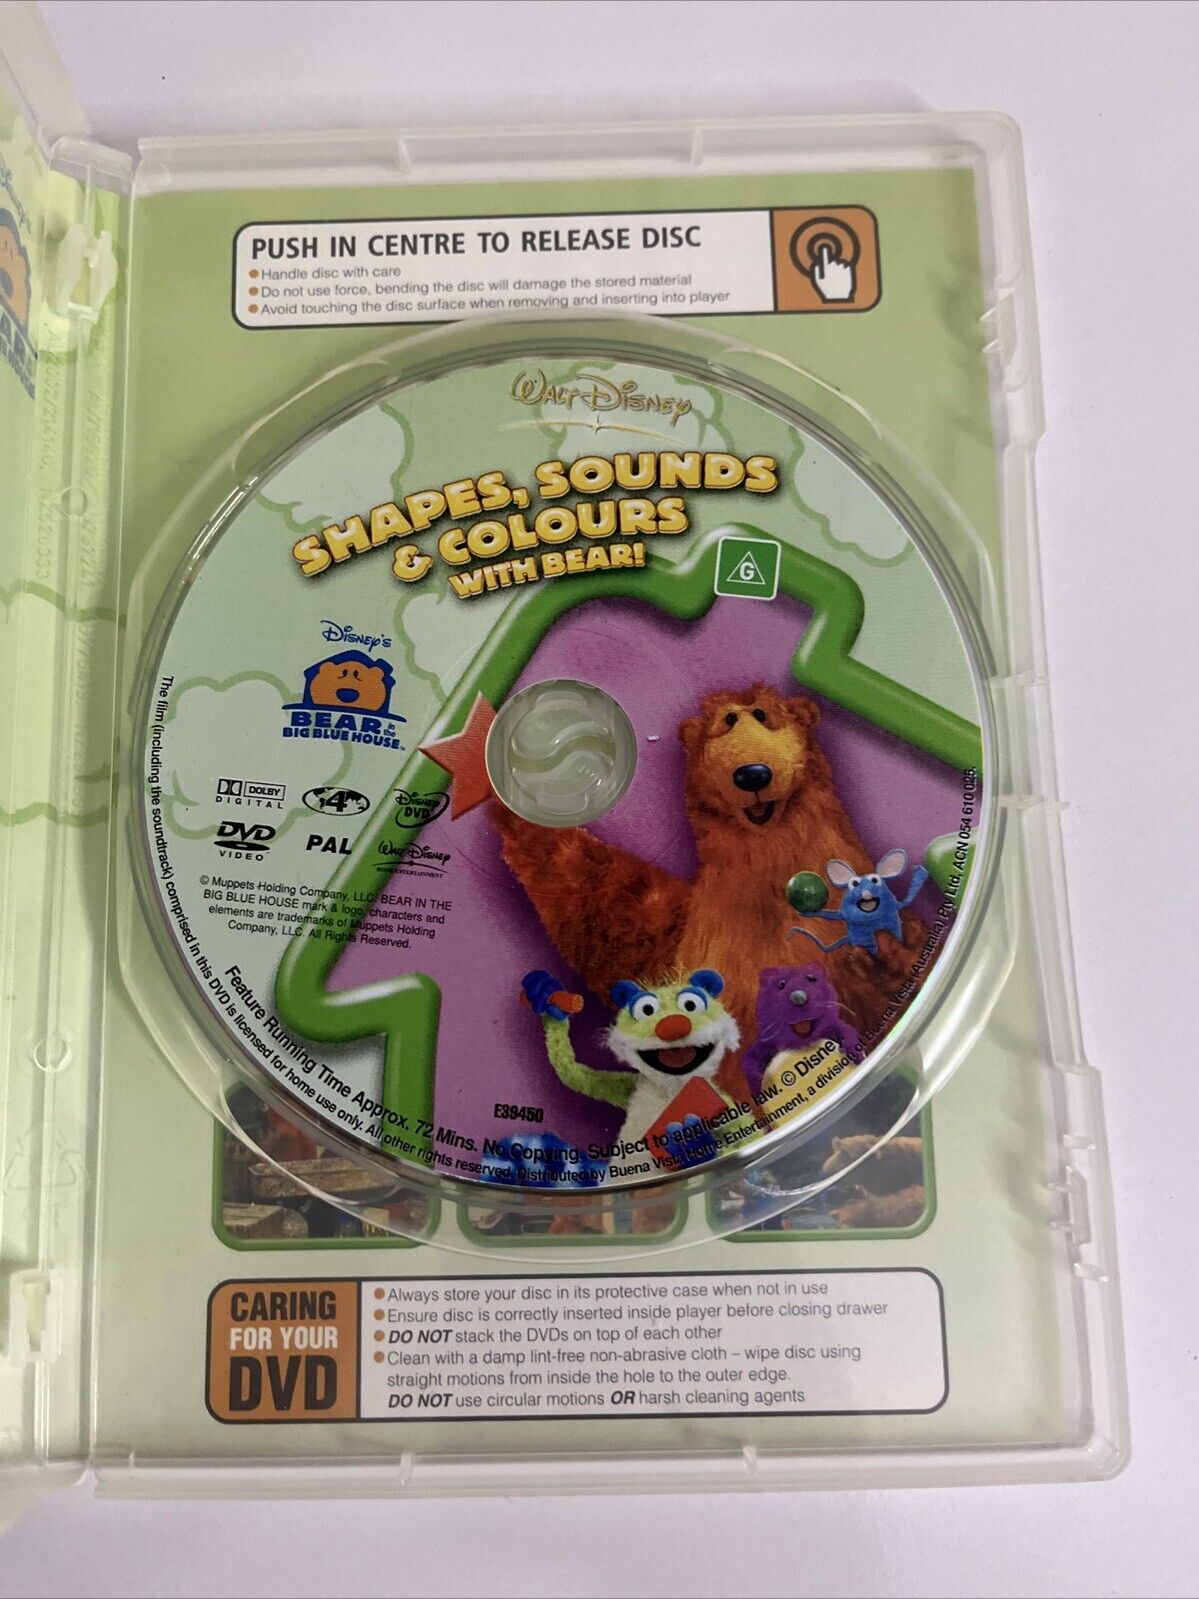 PUSH IN CENTRE TO RELEASE DISC
Handle disc with care
Do not use force, bending the disc will damage the stored material
Avoid touching the disc surface when removing and inserting into player
WALT DISNEY
SHAPES, SOUNDS
& COLOURS
WITH BEAR!
G
DISNEY'S
BEAR in the
BIG BLUE HOUSE™
DOLBY
DIGITAL
4
DISNEY
DVD
DVD
VIDEO
PAL
WALT DISNEY
HOME ENTERTAINMENT
© Muppets Holding Company, LLC. BEAR IN THE
BIG BLUE HOUSE mark & logo, characters and
elements are trademarks of Muppets Holding
Company, LLC. All Rights Reserved.
E39450
Feature Running Time Approx. 72 Mins. No Copying. Subject to applicable law. © Disney
The film (including the soundtrack) comprised in this DVD is licensed for home use only. All other rights reserved. Distributed by Buena Vista Home Entertainment, a division of Buena Vista (Australia) Pty Ltd. ACN 054 610 025.
CARING
FOR YOUR
DVD
Always store your disc in its protective case when not in use
Ensure disc is correctly inserted inside player before closing drawer
DO NOT stack the DVDs on top of each other
Clean with a damp lint-free non-abrasive cloth – wipe disc using
straight motions from inside the hole to the outer edge.
DO NOT use circular motions OR harsh cleaning agents